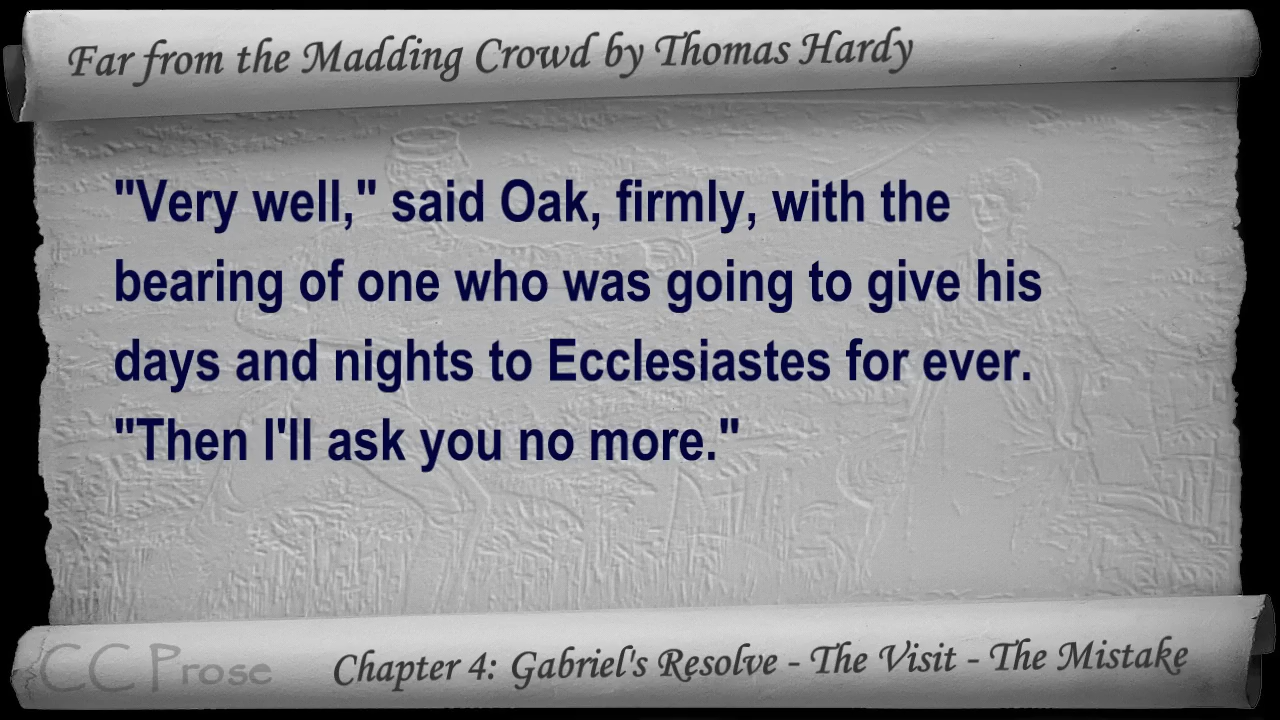 Far from the Madding Crowd by Thomas Hardy
"Very well," said Oak, firmly, with the
bearing of one who was going to give his
days and nights to Ecclesiastes for ever.
"Then I'll ask you no more."
CC Prose
Chapter 4: Gabriel's Resolve - The Visit - The Mistake